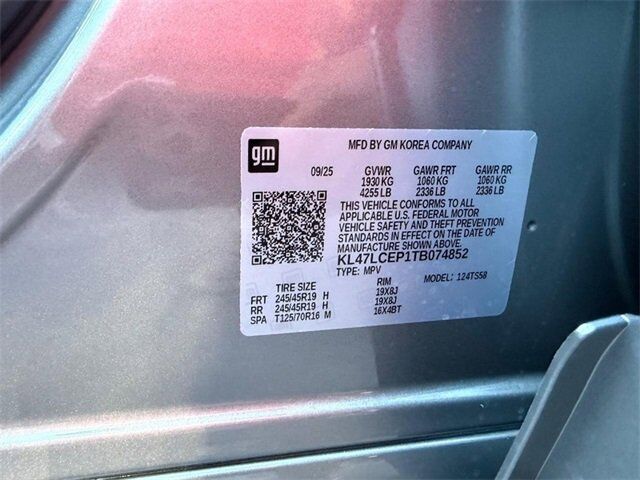 gm
MFD BY GM KOREA COMPANY
09/25 GVWR GAWR FRT GAWR RR
1930 KG 1060 KG 1060 KG
4255 LB 2336 LB 2336 LB
THIS VEHICLE CONFORMS TO ALL
APPLICABLE U.S. FEDERAL MOTOR
VEHICLE SAFETY AND THEFT PREVENTION
STANDARDS IN EFFECT ON THE DATE OF
MANUFACTURE SHOWN ABOVE.
KL47LCEP1TB074852
TYPE: MPV MODEL: 124TS58
TIRE SIZE RIM
FRT 245/45R19 H 19X8J
RR 245/45R19 H 19X8J
SPA T125/70R16 M 16X4BT